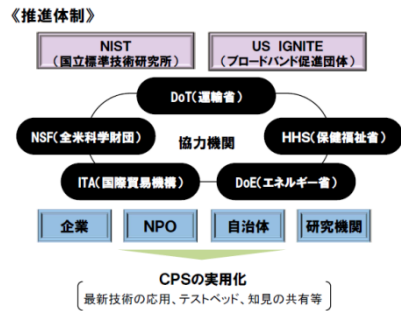 《推進体制》
NIST
(国立標準技術研究所)
US IGNITE
(ブロードバンド促進団体)
DoT(運輸省)
NSF(全米科学財団)
協力機関
HHS(保健福祉省)
ITA(国際貿易機構)
DoE(エネルギー省)
企業
NPO
自治体
研究機関
CPSの実用化
最新技術の応用、テストベッド、知見の共有等